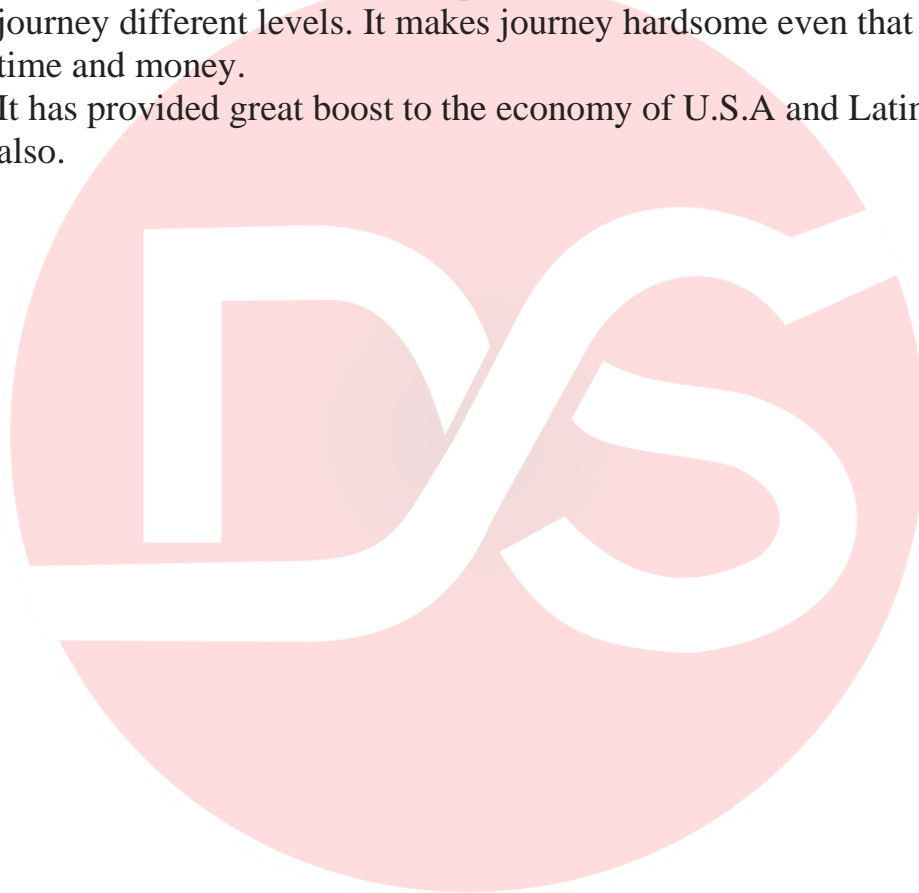 journey different levels. It makes journey hardsome even that
time and money.
It has provided great boost to the economy of U.S.A and Latin
also.
DS